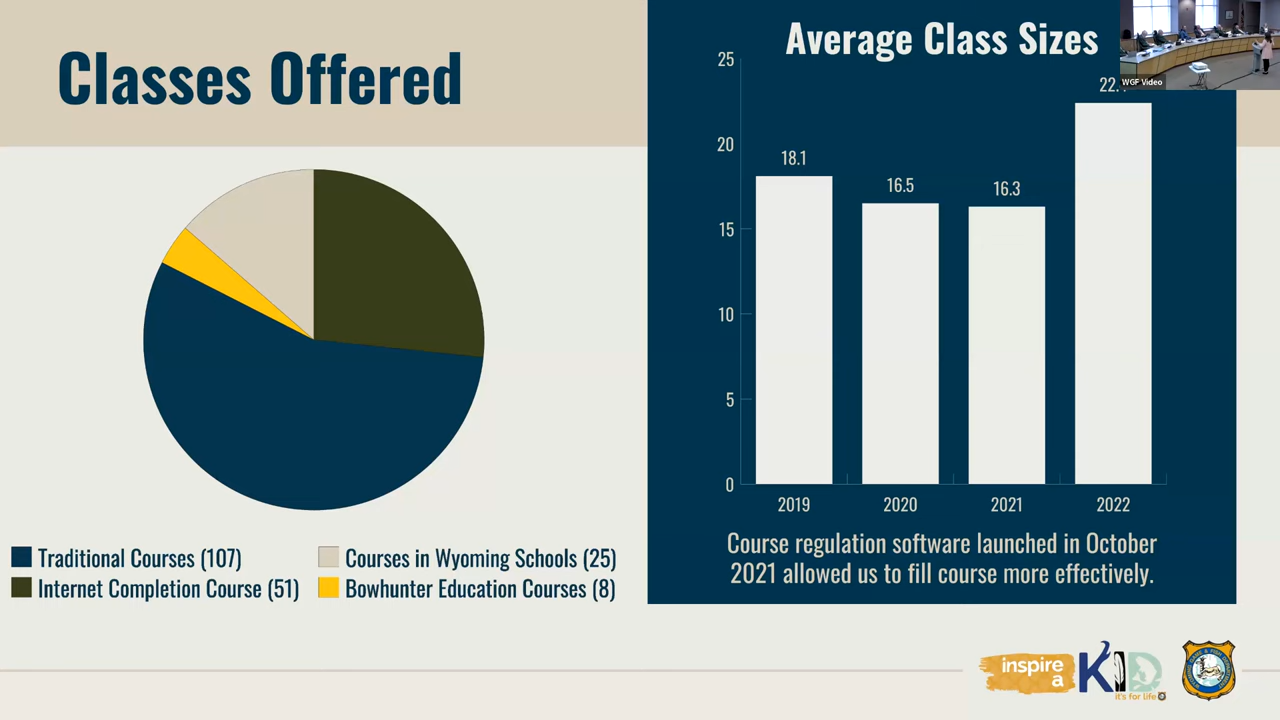 Classes Offered
Traditional Courses (107)
Courses in Wyoming Schools (25)
Internet Completion Course (51)
Bowhunter Education Courses (8)
Average Class Sizes
25
20
15
10
5
0
18.1
16.5
16.3
22.
2019
2020
2021
2022
Course regulation software launched in October
2021 allowed us to fill course more effectively.
WGF Video
inspire
a
KID
it's for life